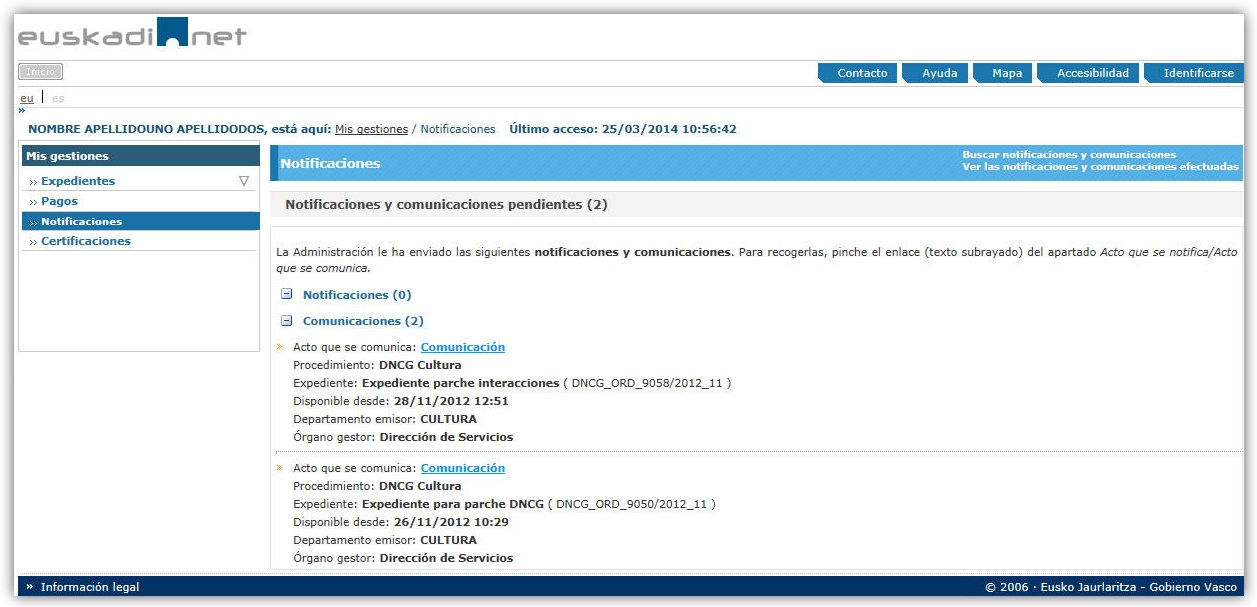 euskadi net
Inicio
Contacto Ayuda Mapa Accesibilidad Identificarse
eu | es
»
NOMBRE APELLIDOUNO APELLIDODOS, está aquí: Mis gestiones / Notificaciones Último acceso: 25/03/2014 10:56:42
Mis gestiones
›› Expedientes
›› Pagos
›› Notificaciones
›› Certificaciones
Notificaciones
Buscar notificaciones y comunicaciones
Ver las notificaciones y comunicaciones efectuadas
Notificaciones y comunicaciones pendientes (2)
La Administración le ha enviado las siguientes notificaciones y comunicaciones. Para recogerlas, pinche el enlace (texto subrayado) del apartado Acto que se notifica/Acto
que se comunica.
Notificaciones (0)
Comunicaciones (2)
» Acto que se comunica: Comunicación
Procedimiento: DNCG Cultura
Expediente: Expediente parche interacciones ( DNCG_ORD_9058/2012_11 )
Disponible desde: 28/11/2012 12:51
Departamento emisor: CULTURA
Órgano gestor: Dirección de Servicios
» Acto que se comunica: Comunicación
Procedimiento: DNCG Cultura
Expediente: Expediente para parche DNCG ( DNCG_ORD_9050/2012_11 )
Disponible desde: 26/11/2012 10:29
Departamento emisor: CULTURA
Órgano gestor: Dirección de Servicios
» Información legal
© 2006 · Eusko Jaurlaritza - Gobierno Vasco